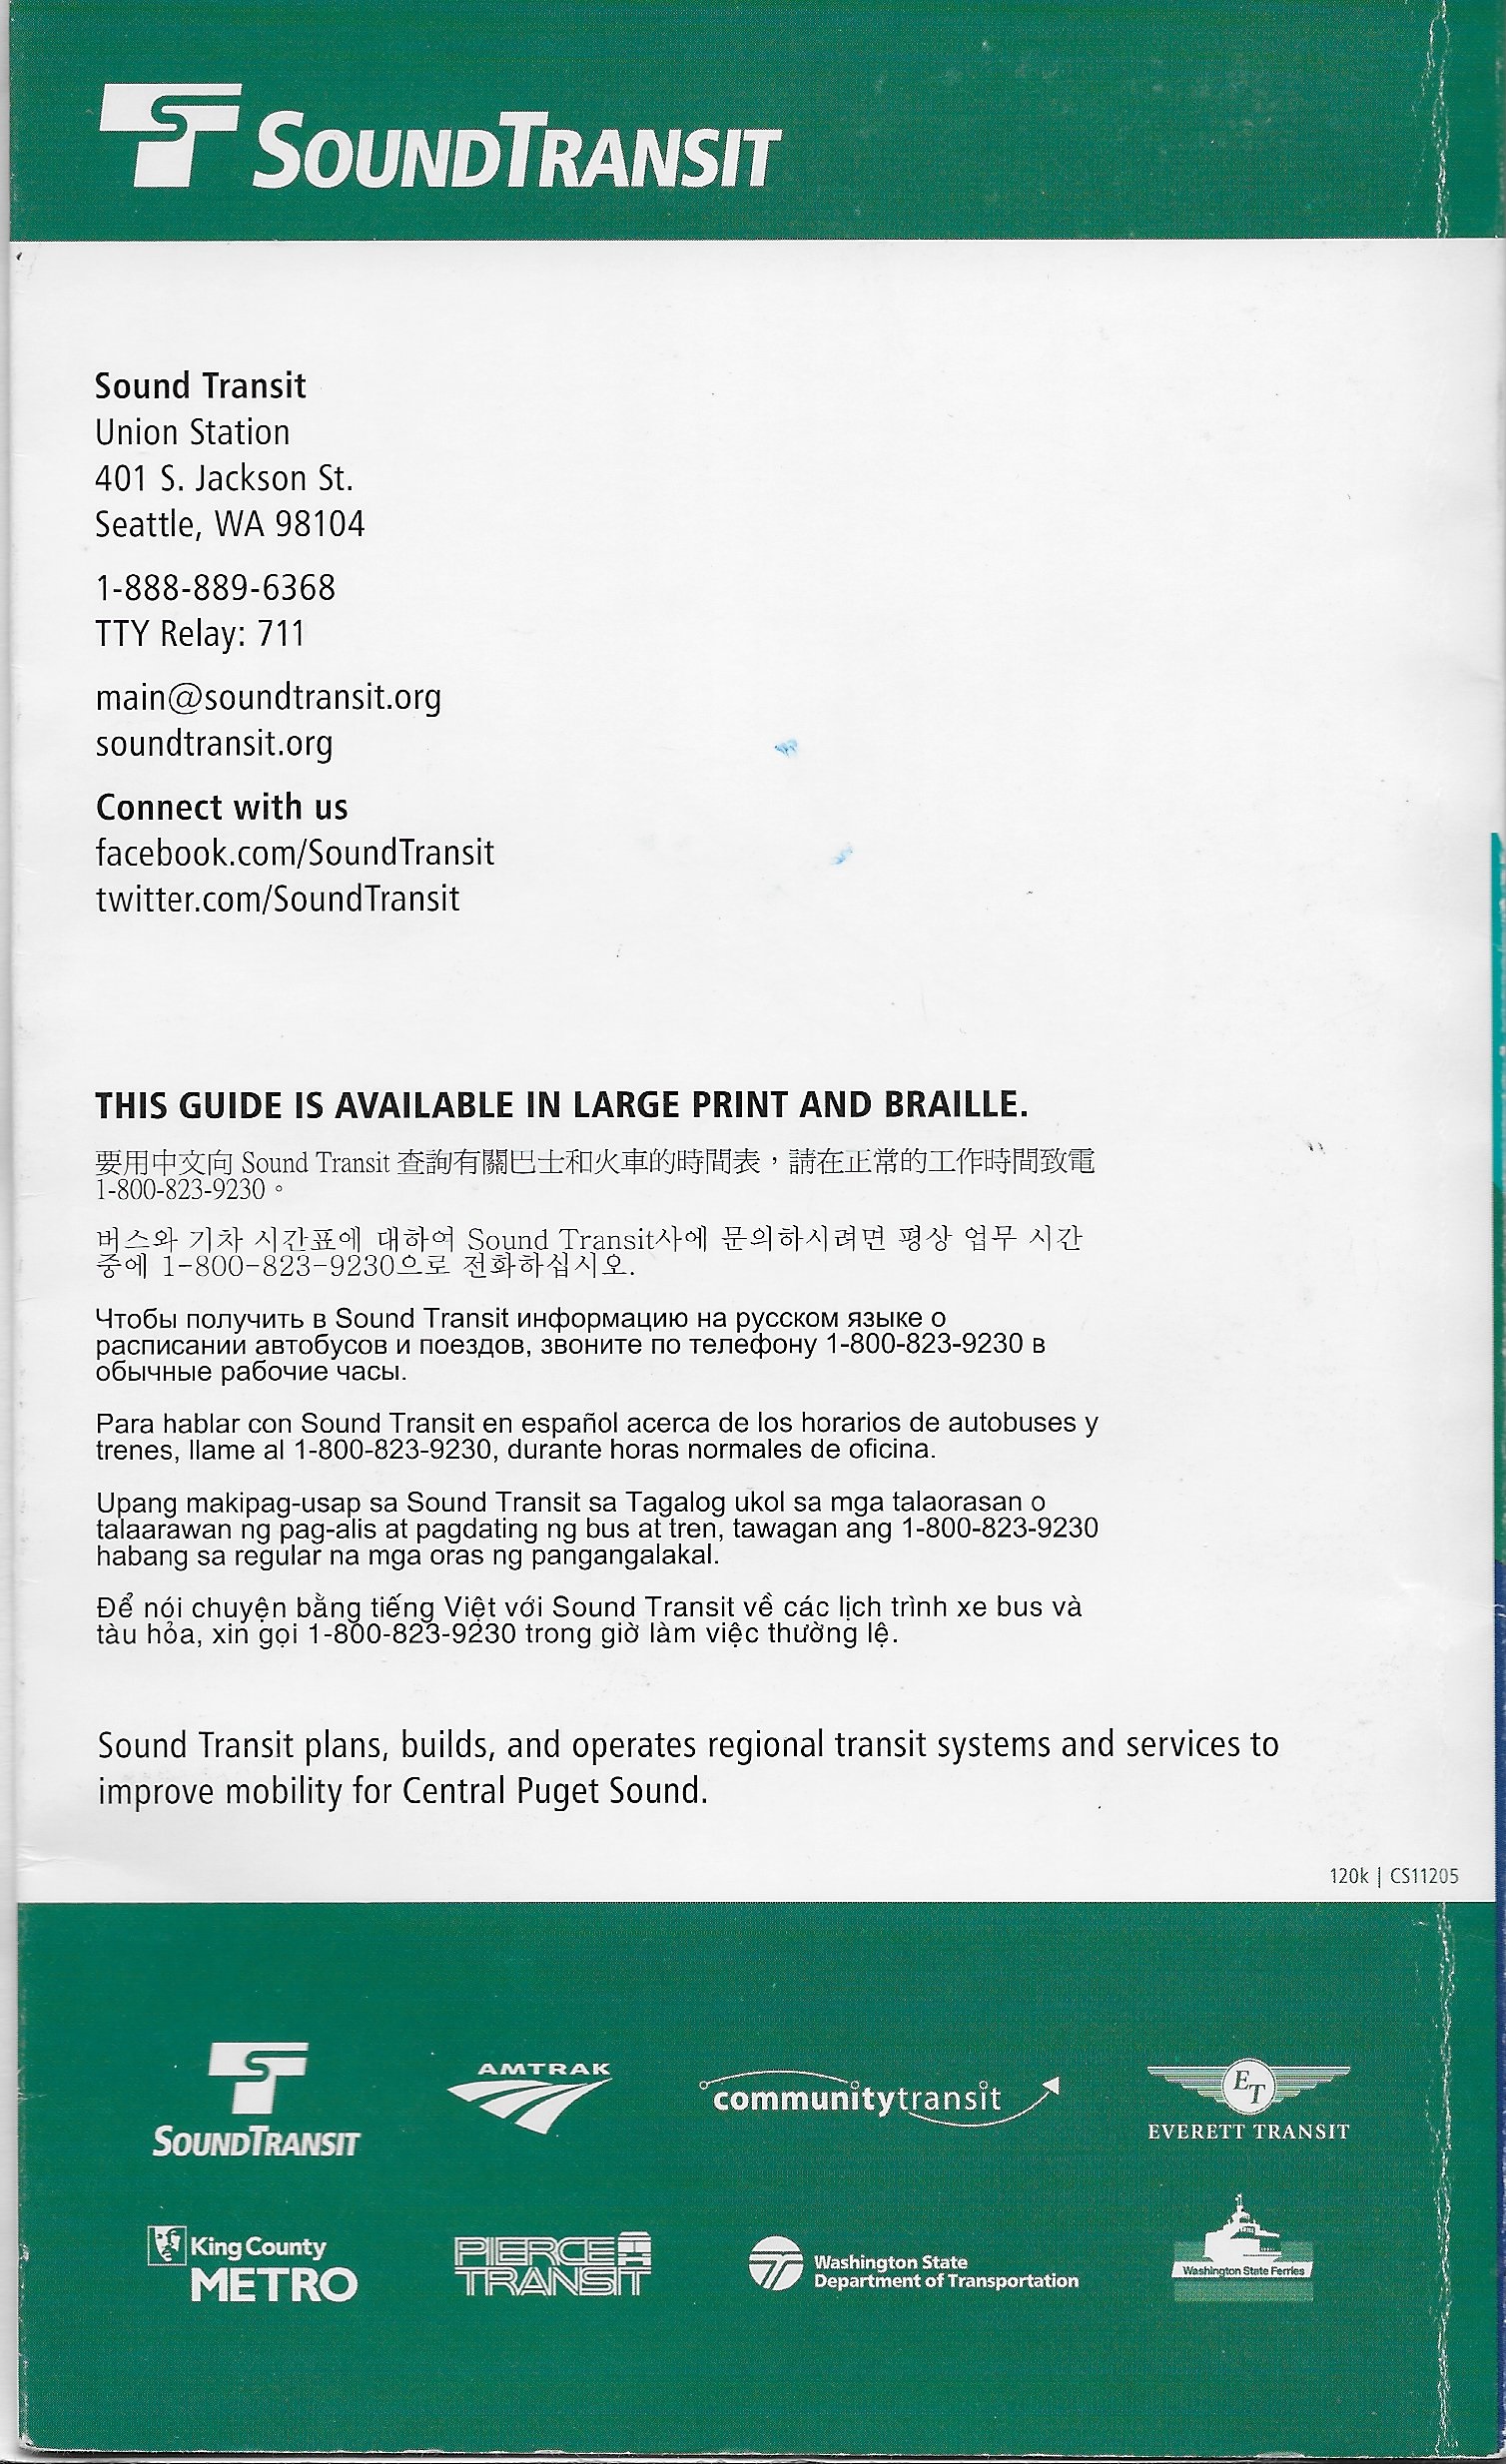 SOUNDTRANSIT
Sound Transit
Union Station
401 S. Jackson St.
Seattle, WA 98104
1-888-889-6368
TTY Relay: 711
main@soundtransit.org
soundtransit.org
Connect with us
facebook.com/SoundTransit
twitter.com/SoundTransit
THIS GUIDE IS AVAILABLE IN LARGE PRINT AND BRAILLE.
要用中文向 Sound Transit 查詢有關巴士和火車的時間表，請在正常的工作時間致電
1-800-823-9230。
버스와 기차 시간표에 대하여 Sound Transit사에 문의하시려면 평상 업무 시간
중에 1-800-823-9230으로 전화하십시오.
Чтобы получить в Sound Transit информацию на русском языке о
расписании автобусов и поездов, звоните по телефону 1-800-823-9230 в
обычные рабочие часы.
Para hablar con Sound Transit en español acerca de los horarios de autobuses y
trenes, llame al 1-800-823-9230, durante horas normales de oficina.
Upang makipag-usap sa Sound Transit sa Tagalog ukol sa mga talaorasan o
talaarawan ng pag-alis at pagdating ng bus at tren, tawagan ang 1-800-823-9230
habang sa regular na mga oras ng pangangalakal.
Để nói chuyện bằng tiếng Việt với Sound Transit về các lịch trình xe bus và
tàu hỏa, xin gọi 1-800-823-9230 trong giờ làm việc thường lệ.
Sound Transit plans, builds, and operates regional transit systems and services to
improve mobility for Central Puget Sound.
120k | CS11205
SOUNDTRANSIT
AMTRAK
communitytransit
ET
EVERETT TRANSIT
King County
METRO
PIERCE
TRANSIT
Washington State
Department of Transportation
Washington State Ferries